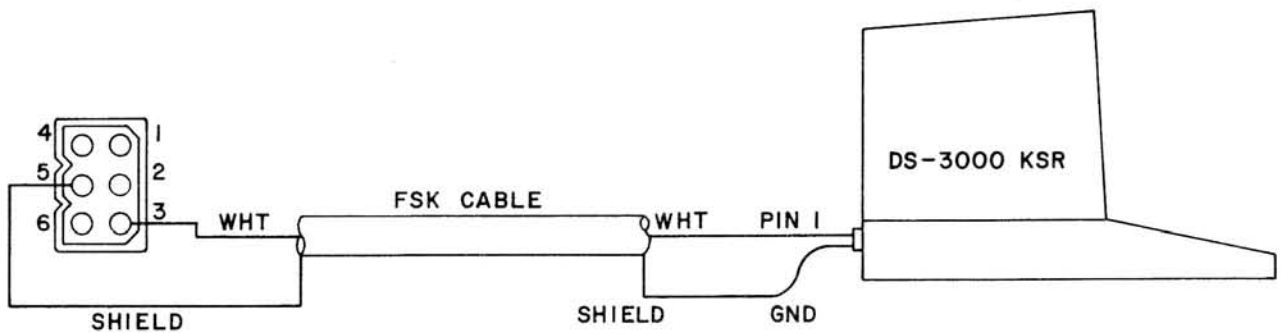 4 1
5 2
6 3
WHT
FSK CABLE
WHT
PIN 1
DS-3000 KSR
SHIELD
SHIELD
GND